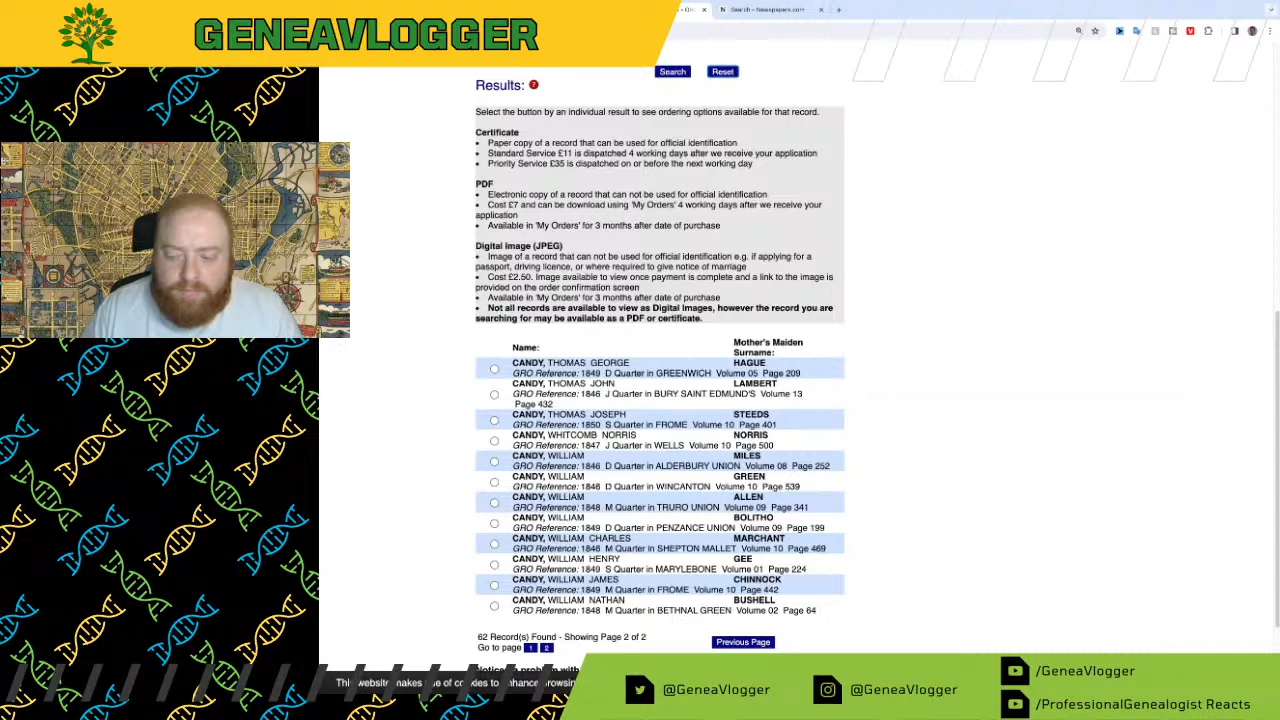 GENEAVLOGGER
Search - Newspapers.com
Search Reset
Results:
Select the button by an individual result to see ordering options available for that record.
Certificate
• Paper copy of a record that can be used for official identification
• Standard Service £11 is dispatched 4 working days after we receive your application
• Priority Service £35 is dispatched on or before the next working day
PDF
• Electronic copy of a record that can not be used for official identification
• Cost £7 and can be download using 'My Orders' 4 working days after we receive your
application
• Available in 'My Orders' for 3 months after date of purchase
Digital Image (JPEG)
• Image of a record that can not be used for official identification e.g. if applying for a
passport, driving licence, or where required to give notice of marriage
• Cost £2.50. Image available to view once payment is complete and a link to the image is
provided on the order confirmation screen
• Available in 'My Orders' for 3 months after date of purchase
• Not all records are available to view as Digital Images, however the record you are
searching for may be available as a PDF or certificate.
Name: Mother's Maiden
Surname:
CANDY, THOMAS GEORGE HAGUE
GRO Reference: 1849 D Quarter in GREENWICH Volume 05 Page 209
CANDY, THOMAS JOHN LAMBERT
GRO Reference: 1846 J Quarter in BURY SAINT EDMUND'S Volume 13
Page 432
CANDY, THOMAS JOSEPH STEEDS
GRO Reference: 1850 S Quarter in FROME Volume 10 Page 401
CANDY, WHITCOMB NORRIS NORRIS
GRO Reference: 1847 J Quarter in WELLS Volume 10 Page 500
CANDY, WILLIAM MILES
GRO Reference: 1846 D Quarter in ALDERBURY UNION Volume 08 Page 252
CANDY, WILLIAM GREEN
GRO Reference: 1846 D Quarter in WINCANTON Volume 10 Page 539
CANDY, WILLIAM ALLEN
GRO Reference: 1848 M Quarter in TRURO UNION Volume 09 Page 341
CANDY, WILLIAM BOLITHO
GRO Reference: 1849 D Quarter in PENZANCE UNION Volume 09 Page 199
CANDY, WILLIAM CHARLES MARCHANT
GRO Reference: 1846 M Quarter in SHEPTON MALLET Volume 10 Page 469
CANDY, WILLIAM HENRY GEE
GRO Reference: 1849 S Quarter in MARYLEBONE Volume 01 Page 224
CANDY, WILLIAM JAMES CHINNOCK
GRO Reference: 1849 M Quarter in FROME Volume 10 Page 442
CANDY, WILLIAM NATHAN BUSHELL
GRO Reference: 1848 M Quarter in BETHNAL GREEN Volume 02 Page 64
62 Record(s) Found - Showing Page 2 of 2
Go to page 1 2 Previous Page
Notice a problem with
This website makes use of cookies to enhance browsing
@GeneaVlogger @GeneaVlogger /GeneaVlogger
/ProfessionalGenealogist Reacts